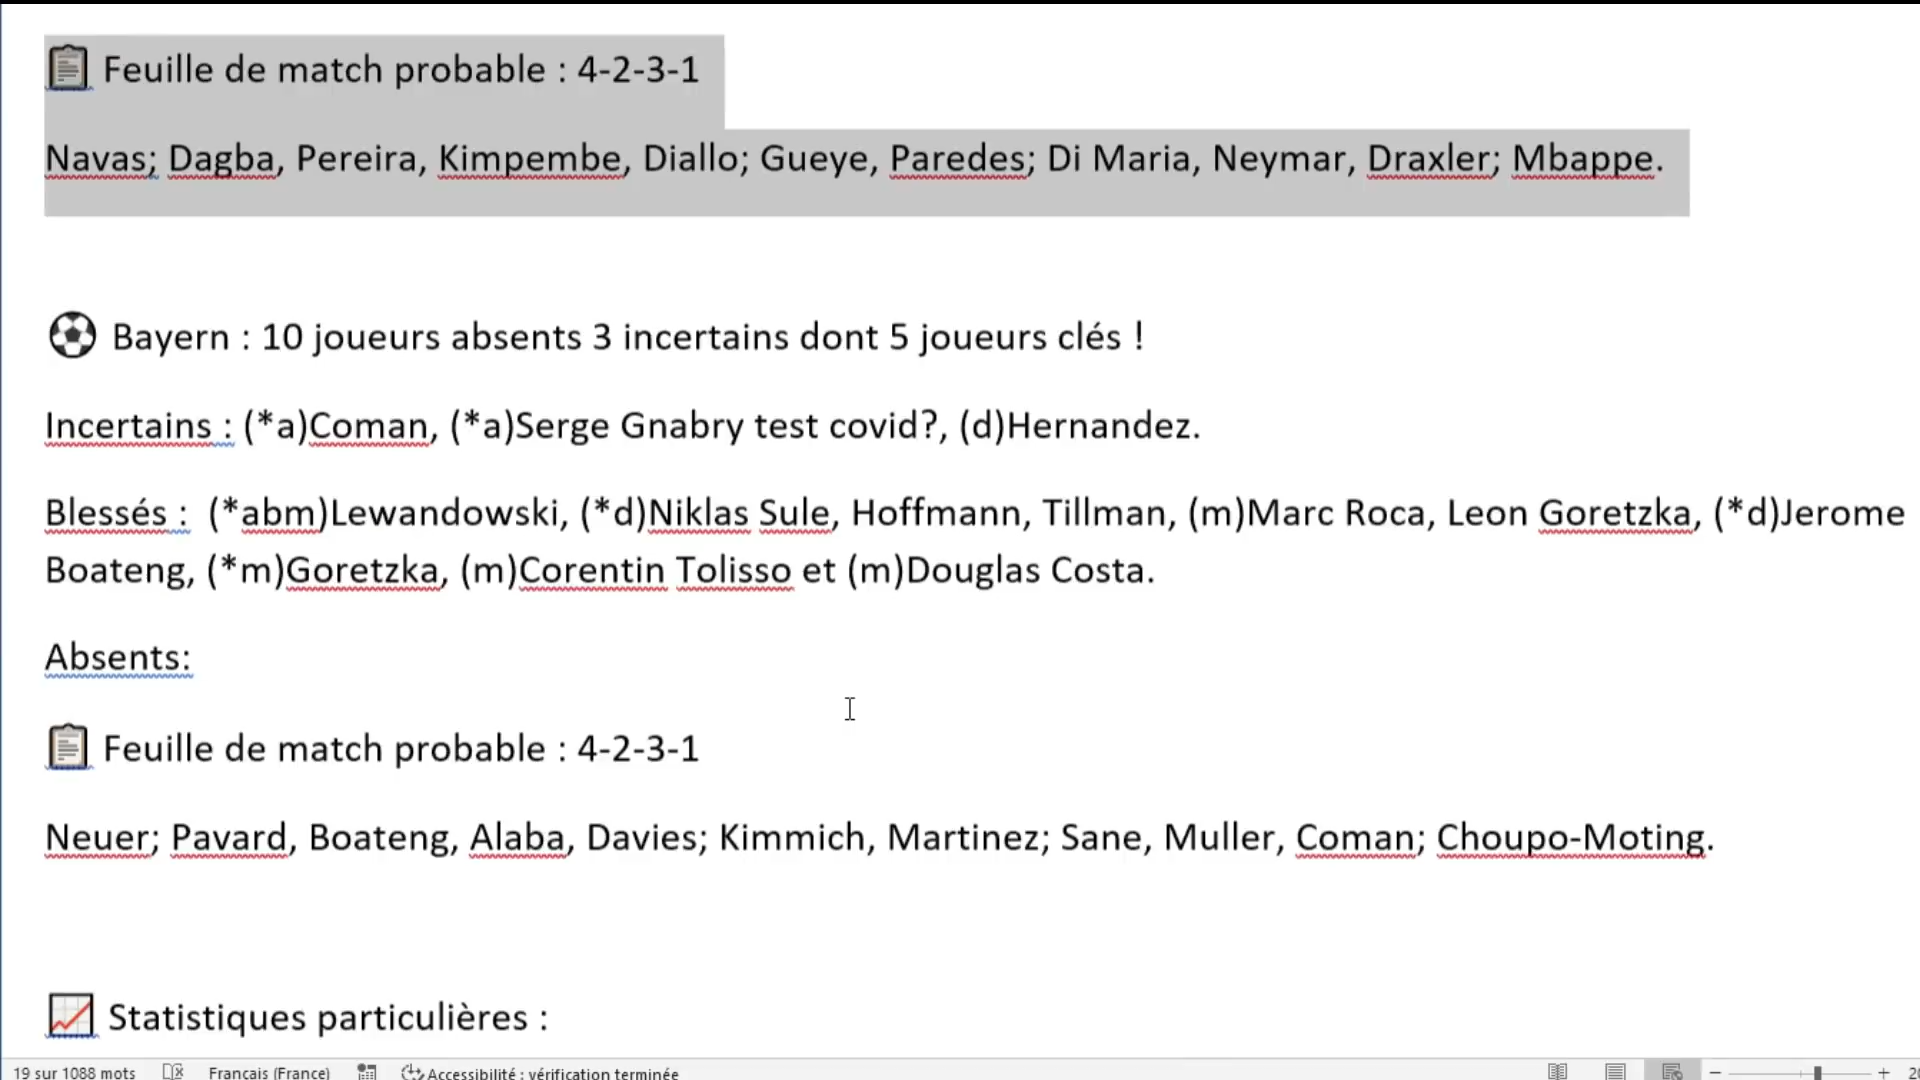 Feuille de match probable : 4-2-3-1
Navas; Dagba, Pereira, Kimpembe, Diallo; Gueye, Paredes; Di Maria, Neymar, Draxler; Mbappe.
Bayern : 10 joueurs absents 3 incertains dont 5 joueurs clés !
Incertains : (*a)Coman, (*a)Serge Gnabry test covid?, (d)Hernandez.
Blessés :  (*abm)Lewandowski, (*d)Niklas Sule, Hoffmann, Tillman, (m)Marc Roca, Leon Goretzka, (*d)Jerome
Boateng, (*m)Goretzka, (m)Corentin Tolisso et (m)Douglas Costa.
Absents:
Feuille de match probable : 4-2-3-1
Neuer; Pavard, Boateng, Alaba, Davies; Kimmich, Martinez; Sane, Muller, Coman; Choupo-Moting.
Statistiques particulières :
19 sur 1088 mots Français (France) Accessibilité : vérification terminée